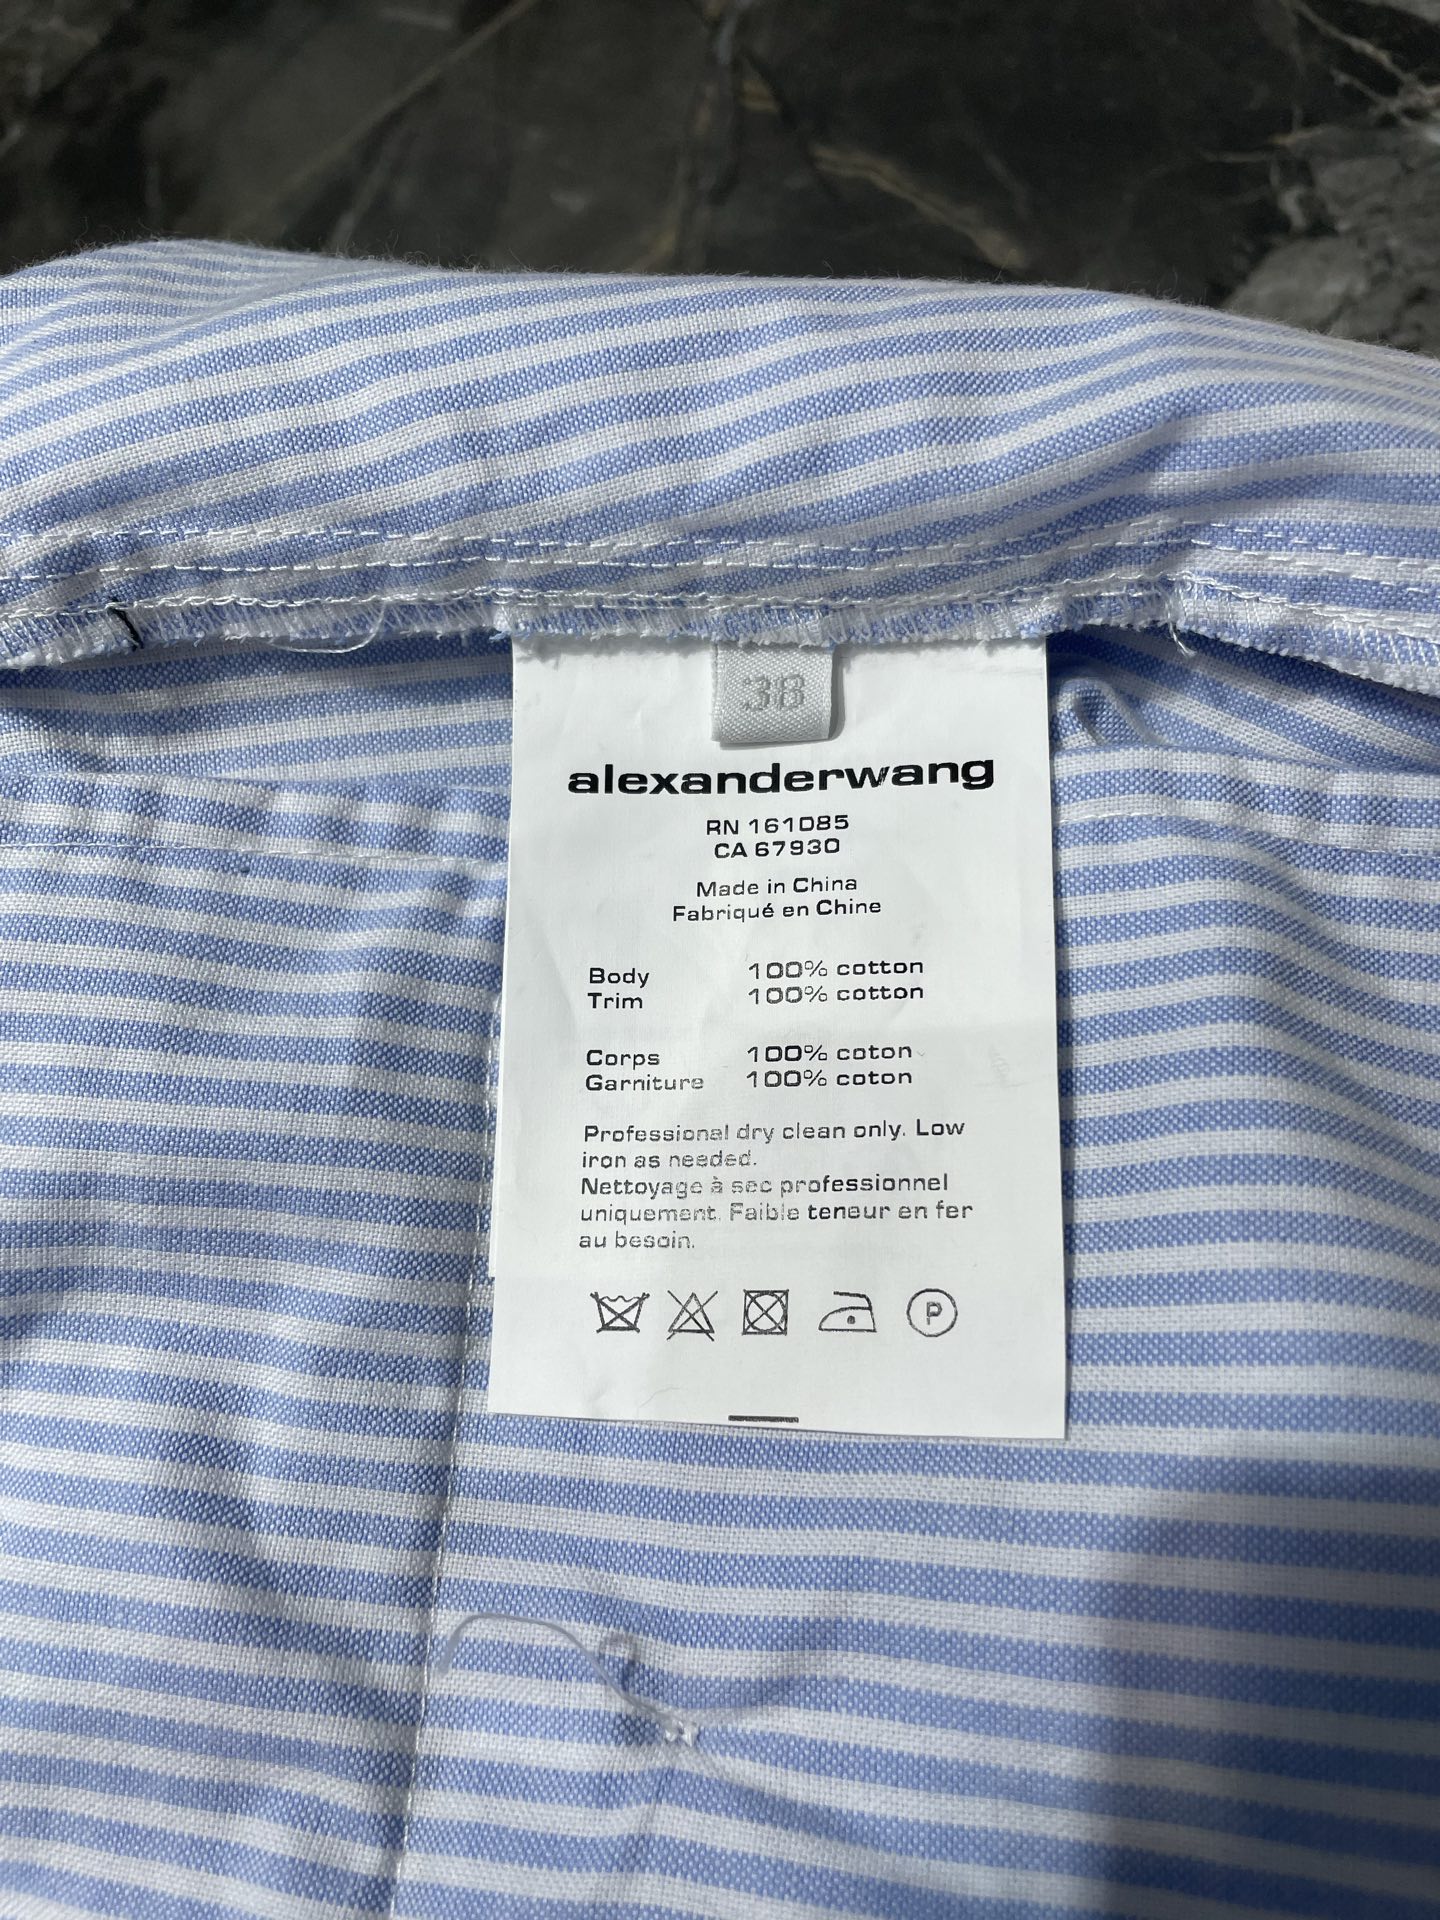 38
alexanderwang
RN 161085
CA 67930
Made in China
Fabriqué en Chine
Body 100% cotton
Trim 100% cotton
Corps 100% coton
Garniture 100% coton
Professional dry clean only. Low
iron as needed.
Nettoyage à sec professionnel
uniquement. Faible teneur en fer
au besoin.
P